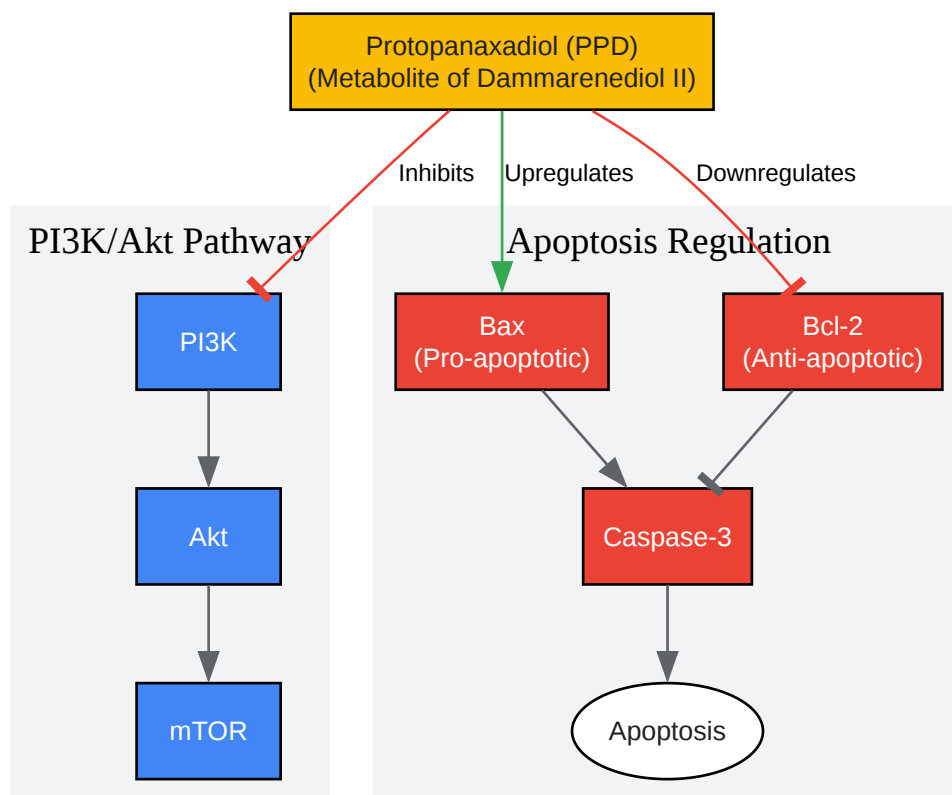 Protopanaxadiol (PPD)
(Metabolite of Dammarenediol II)
Inhibits
Upregulates
Downregulates
PI3K/Akt Pathway
Apoptosis Regulation
PI3K
Bax
(Pro-apoptotic)
Bcl-2
(Anti-apoptotic)
Akt
Caspase-3
mTOR
Apoptosis